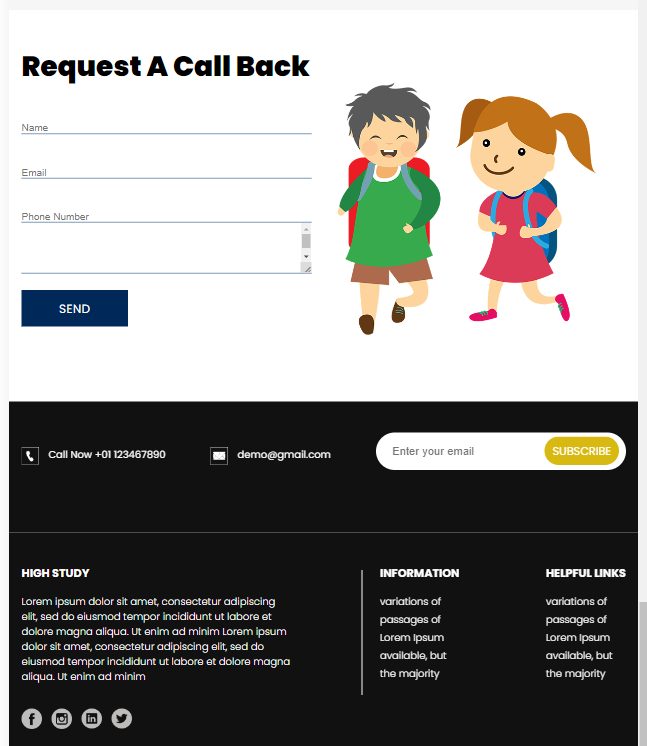 Request A Call Back
Name
Email
Phone Number
SEND
Call Now +01 123467890
demo@gmail.com
Enter your email
SUBSCRIBE
HIGH STUDY
Lorem ipsum dolor sit amet, consectetur adipiscing
elit, sed do eiusmod tempor incididunt ut labore et
dolore magna aliqua. Ut enim ad minim Lorem ipsum
dolor sit amet, consectetur adipiscing elit, sed do
eiusmod tempor incididunt ut labore et dolore magna
aliqua. Ut enim ad minim
INFORMATION
variations of
passages of
Lorem Ipsum
available, but
the majority
HELPFUL LINKS
variations of
passages of
Lorem Ipsum
available, but
the majority